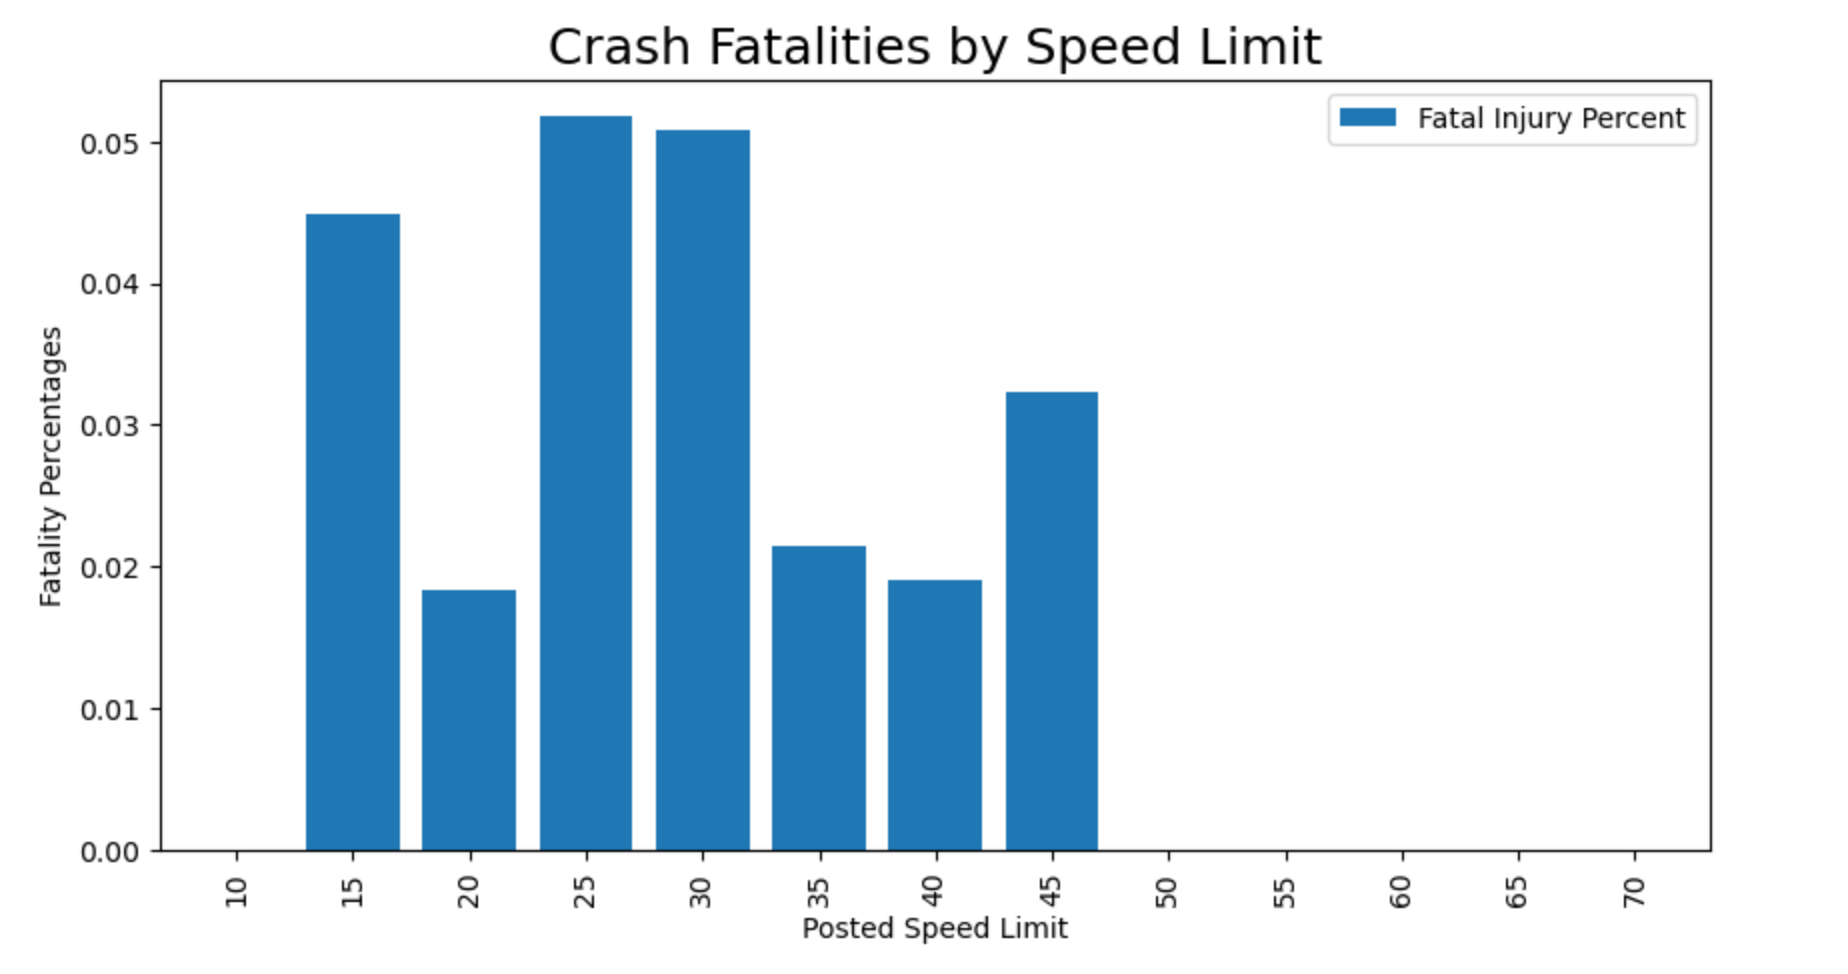 Crash Fatalities by Speed Limit
Fatal Injury Percent
0.05
0.04
0.03
0.02
0.01
0.00
Fatality Percentages
10 15 20 25 30 35 40 45 50 55 60 65 70
Posted Speed Limit